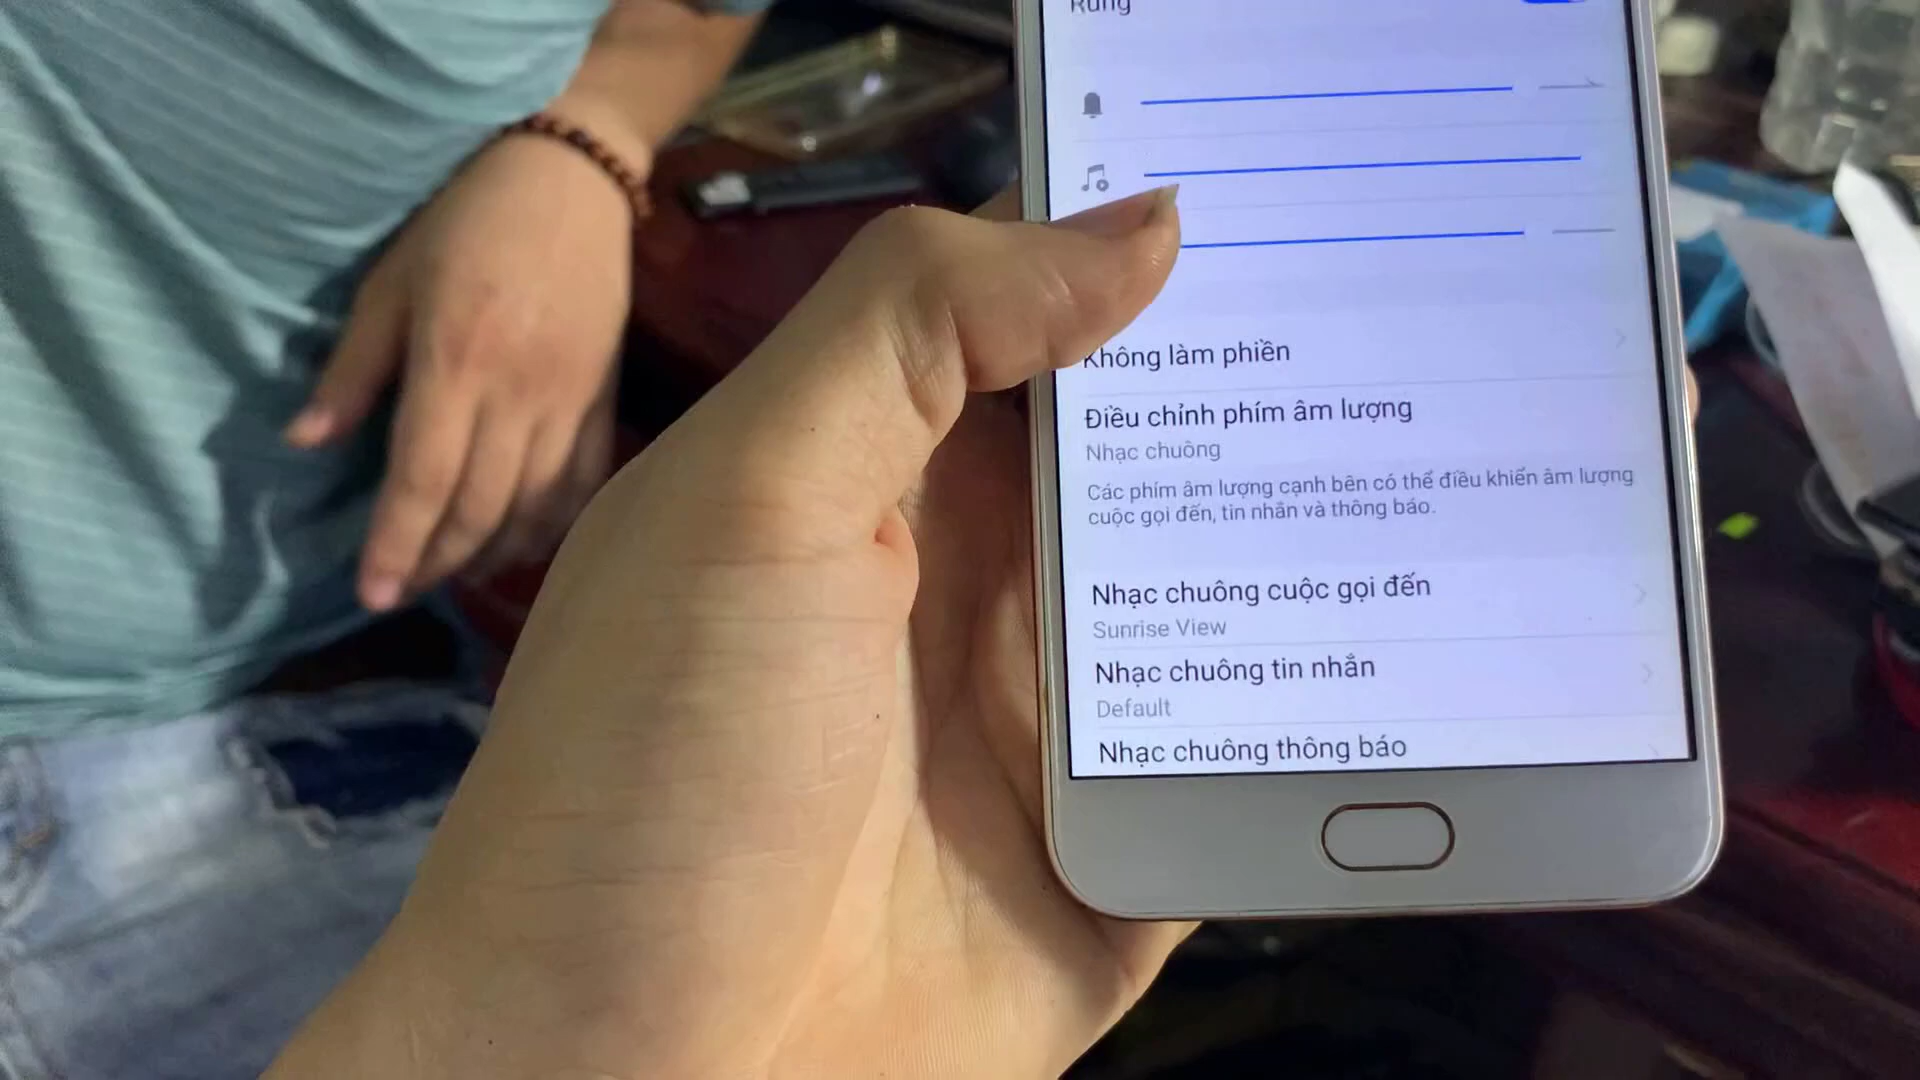 Rung
Không làm phiền
Điều chỉnh phím âm lượng
Nhạc chuông
Các phím âm lượng cạnh bên có thể điều khiển âm lượng
cuộc gọi đến, tin nhắn và thông báo.
Nhạc chuông cuộc gọi đến
Sunrise View
Nhạc chuông tin nhắn
Default
Nhạc chuông thông báo